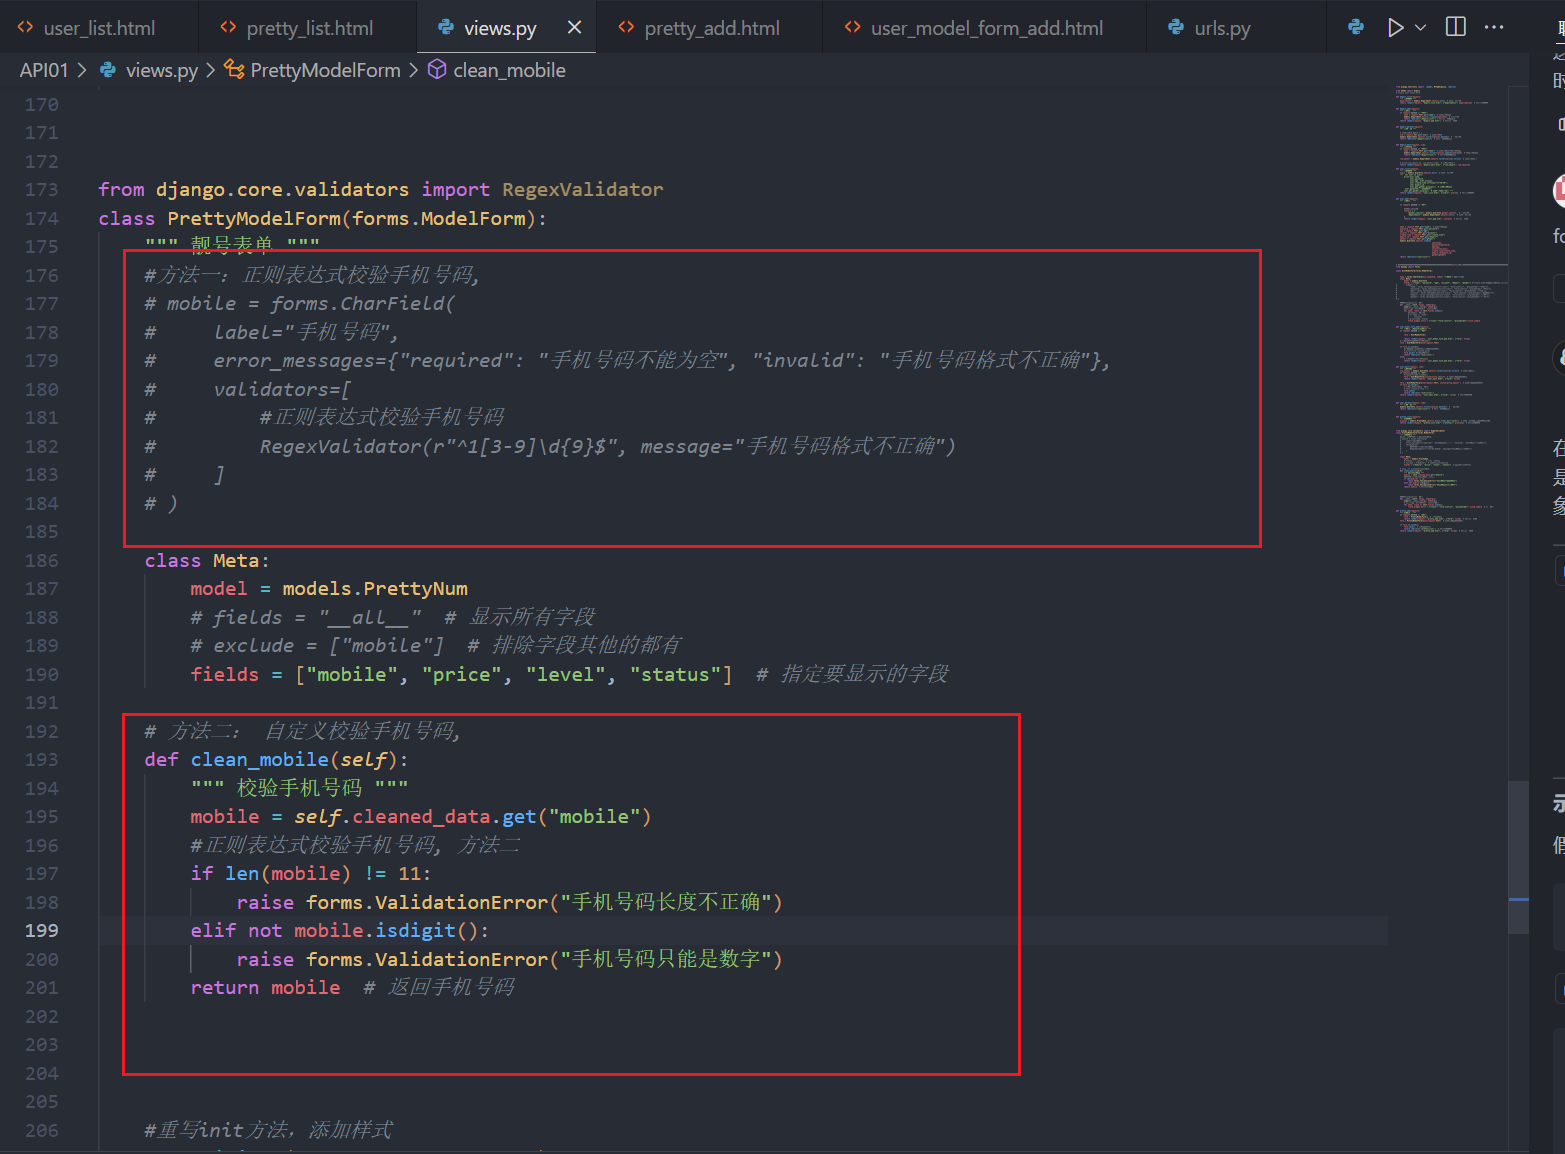 user_list.html
pretty_list.html
views.py
pretty_add.html
user_model_form_add.html
urls.py
API01 > views.py > PrettyModelForm > clean_mobile
170
171
172
173 from django.core.validators import RegexValidator
174 class PrettyModelForm(forms.ModelForm):
175 """ 靓号表单 """
176 #方法一：正则表达式校验手机号码,
177 # mobile = forms.CharField(
178 # label="手机号码",
179 # error_messages={"required": "手机号码不能为空", "invalid": "手机号码格式不正确"},
180 # validators=[
181 # #正则表达式校验手机号码
182 # RegexValidator(r"^1[3-9]\d{9}$", message="手机号码格式不正确")
183 # ]
184 # )
185
186 class Meta:
187 model = models.PrettyNum
188 # fields = "__all__" # 显示所有字段
189 # exclude = ["mobile"] # 排除字段其他的都有
190 fields = ["mobile", "price", "level", "status"] # 指定要显示的字段
191
192 # 方法二： 自定义校验手机号码,
193 def clean_mobile(self):
194 """ 校验手机号码 """
195 mobile = self.cleaned_data.get("mobile")
196 #正则表达式校验手机号码, 方法二
197 if len(mobile) != 11:
198 raise forms.ValidationError("手机号码长度不正确")
199 elif not mobile.isdigit():
200 raise forms.ValidationError("手机号码只能是数字")
201 return mobile # 返回手机号码
202
203
204
205
206 #重写init方法，添加样式